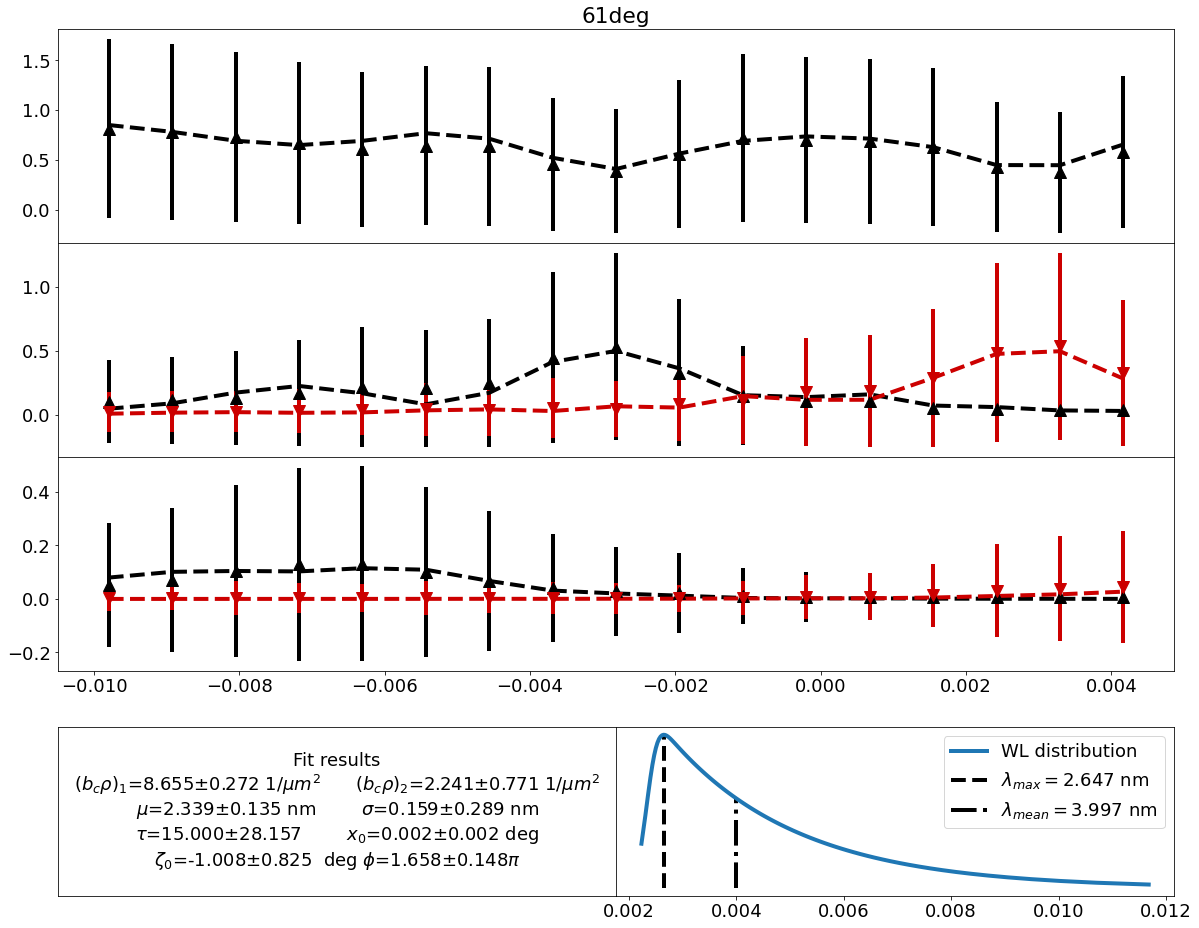 61deg
1.5
1.0
0.5
0.0
1.0
0.5
0.0
0.4
0.2
0.0
−0.2
−0.010 −0.008 −0.006 −0.004 −0.002 0.000 0.002 0.004
Fit results
(b_cρ)_1=8.655±0.272 1/μm^2 (b_cρ)_2=2.241±0.771 1/μm^2
μ=2.339±0.135 nm σ=0.159±0.289 nm
τ=15.000±28.157 x_0=0.002±0.002 deg
ζ_0=-1.008±0.825 deg ϕ=1.658±0.148π
WL distribution
λ_max=2.647 nm
λ_mean=3.997 nm
0.002 0.004 0.006 0.008 0.010 0.012